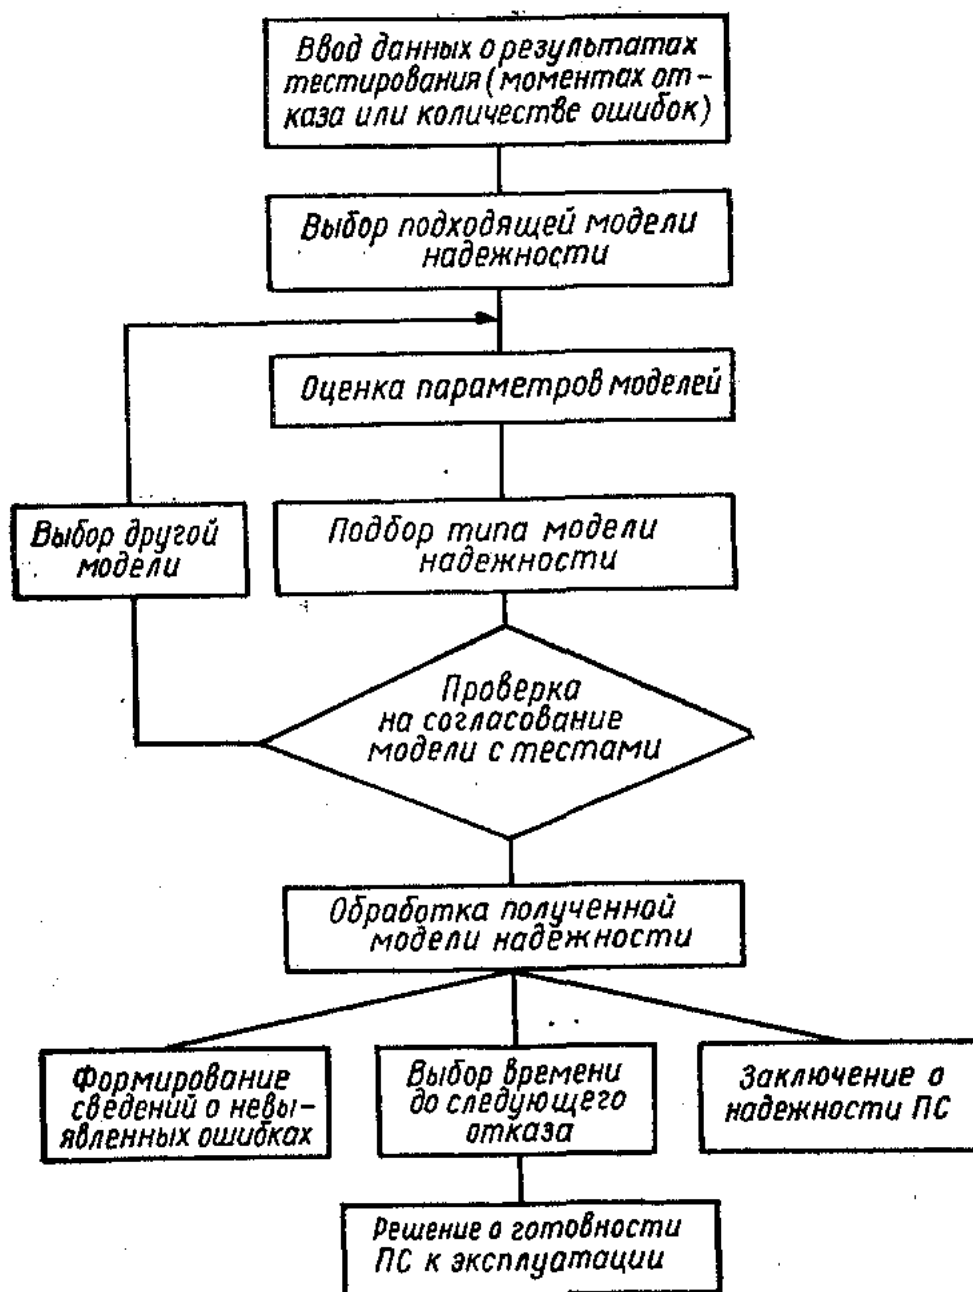 Ввод данных о результатах
тестирования (моментах от-
каза или количестве ошибок)
Выбор подходящей модели
надежности
Оценка параметров моделей
Выбор другой
модели
Подбор типа модели
надежности
Проверка
на согласование
модели с тестами
Обработка полученной
модели надежности
Формирование
сведений о невы-
явленных ошибках
Выбор времени
до следующего
отказа
Заключение о
надежности ПС
Решение о готовности
ПС к эксплуатации